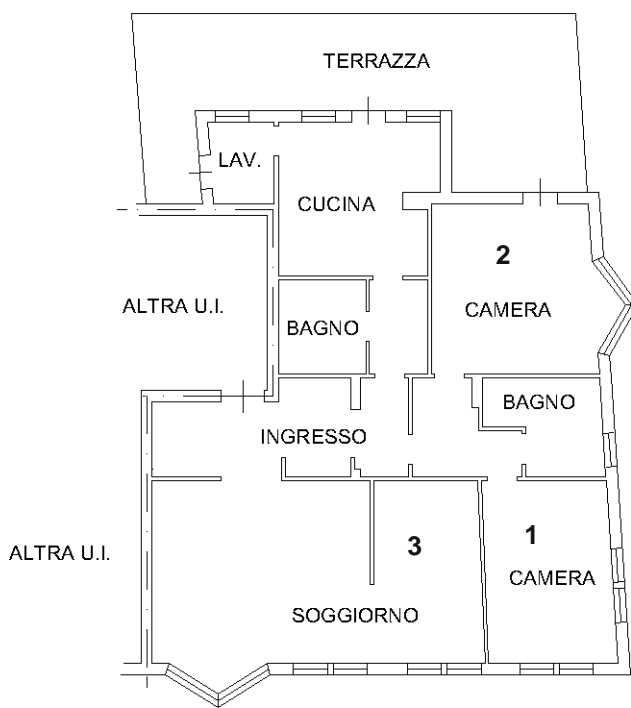 TERRAZZA
LAV.
CUCINA
2
CAMERA
ALTRA U.I.
BAGNO
BAGNO
INGRESSO
ALTRA U.I.
3
1
CAMERA
SOGGIORNO